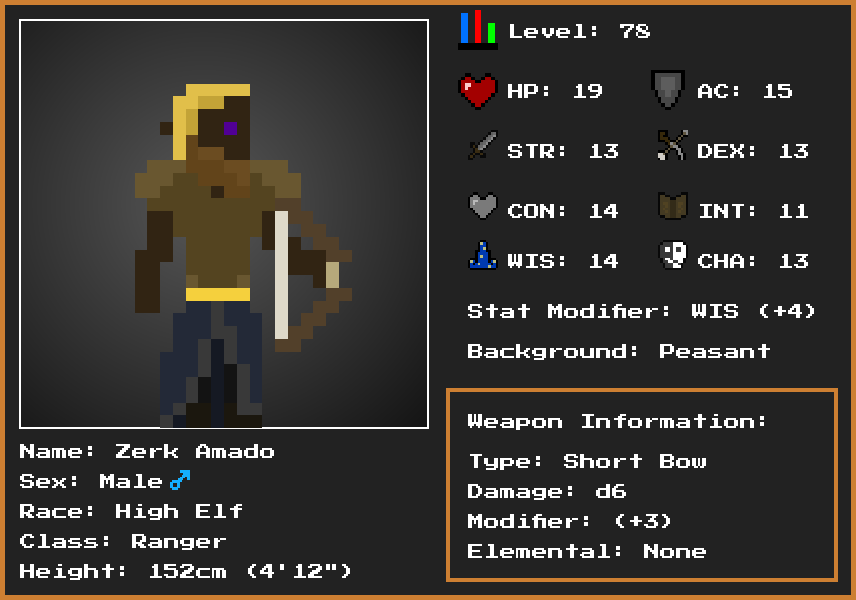 Level: 78
HP: 19 AC: 15
STR: 13 DEX: 13
CON: 14 INT: 11
WIS: 14 CHA: 13
Stat Modifier: WIS (+4)
Background: Peasant
Weapon Information:
Type: Short Bow
Damage: d6
Modifier: (+3)
Elemental: None
Name: Zerk Amado
Sex: Male♂
Race: High Elf
Class: Ranger
Height: 152cm (4'12")